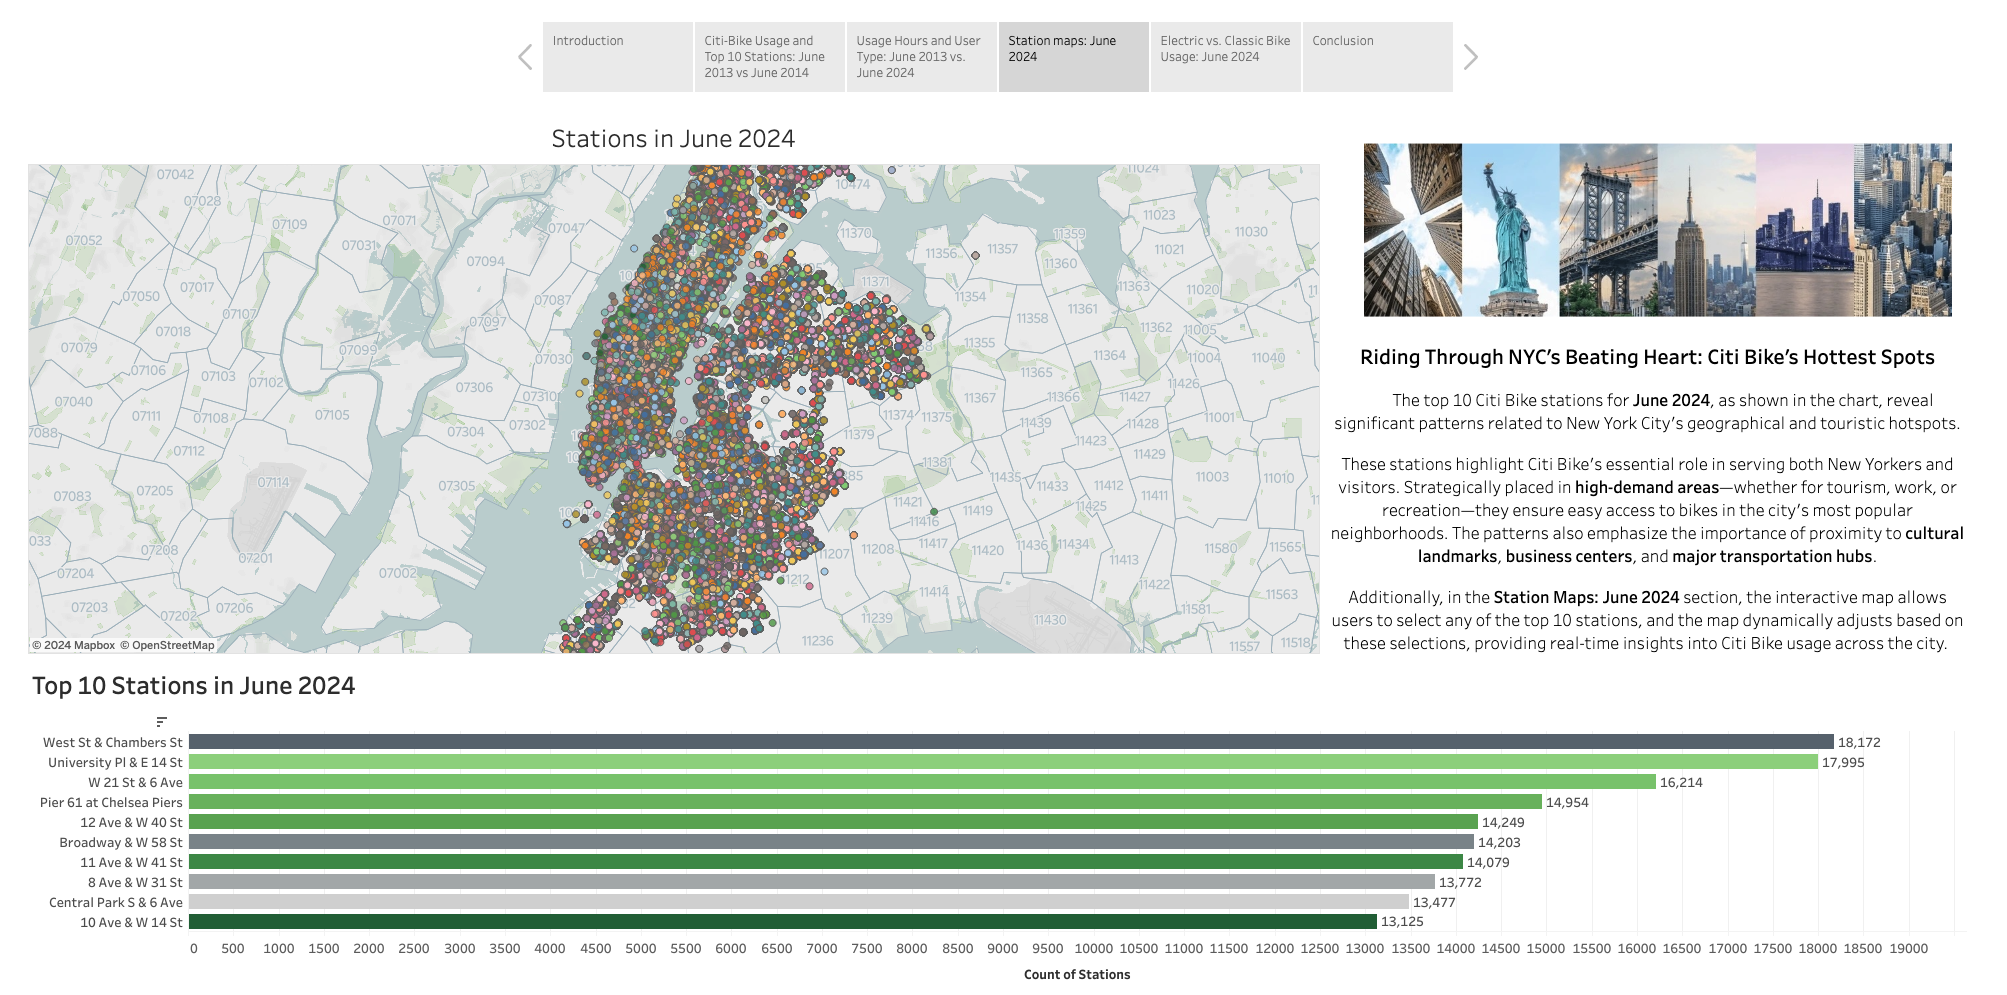 Introduction
Citi-Bike Usage and
Top 10 Stations: June
2013 vs June 2014
Usage Hours and User
Type: June 2013 vs.
June 2024
Station maps: June
2024
Electric vs. Classic Bike
Usage: June 2024
Conclusion
Stations in June 2024
07042
07028
07109
07071
07052
07031
07047
07094
07050
07017
07087
07107
07097
07018
07099
07030
07079
07106
07103
07102
07306
07310
07040
07111
07108
07105
07302
07304
07088
07112
07114
07305
07083
07205
07208
07201
07002
07204
07203
07202
07206
10474
11024
11023
11370
11359
11030
11356
11357
11021
11360
11371
11363
11020
11354
11358
11362
11005
11355
11364
11004
11040
11365
11426
11367
11366
11427
11374
11375
11001
11428
11379
11439
11423
11429
11381
11435
11003
11010
11433
11412
11411
11421
11419
11425
11416
11417
11436
11434
11580
11565
11207
11208
11420
11413
11422
11212
11414
11563
11239
11430
11581
11236
11557
11518
© 2024 Mapbox © OpenStreetMap
Riding Through NYC’s Beating Heart: Citi Bike’s Hottest Spots
The top 10 Citi Bike stations for June 2024, as shown in the chart, reveal
significant patterns related to New York City’s geographical and touristic hotspots.
These stations highlight Citi Bike’s essential role in serving both New Yorkers and
visitors. Strategically placed in high-demand areas—whether for tourism, work, or
recreation—they ensure easy access to bikes in the city’s most popular
neighborhoods. The patterns also emphasize the importance of proximity to cultural
landmarks, business centers, and major transportation hubs.
Additionally, in the Station Maps: June 2024 section, the interactive map allows
users to select any of the top 10 stations, and the map dynamically adjusts based on
these selections, providing real-time insights into Citi Bike usage across the city.
Top 10 Stations in June 2024
West St & Chambers St 18,172
University Pl & E 14 St 17,995
W 21 St & 6 Ave 16,214
Pier 61 at Chelsea Piers 14,954
12 Ave & W 40 St 14,249
Broadway & W 58 St 14,203
11 Ave & W 41 St 14,079
8 Ave & W 31 St 13,772
Central Park S & 6 Ave 13,477
10 Ave & W 14 St 13,125
0 500 1000 1500 2000 2500 3000 3500 4000 4500 5000 5500 6000 6500 7000 7500 8000 8500 9000 9500 10000 10500 11000 11500 12000 12500 13000 13500 14000 14500 15000 15500 16000 16500 17000 17500 18000 18500 19000
Count of Stations